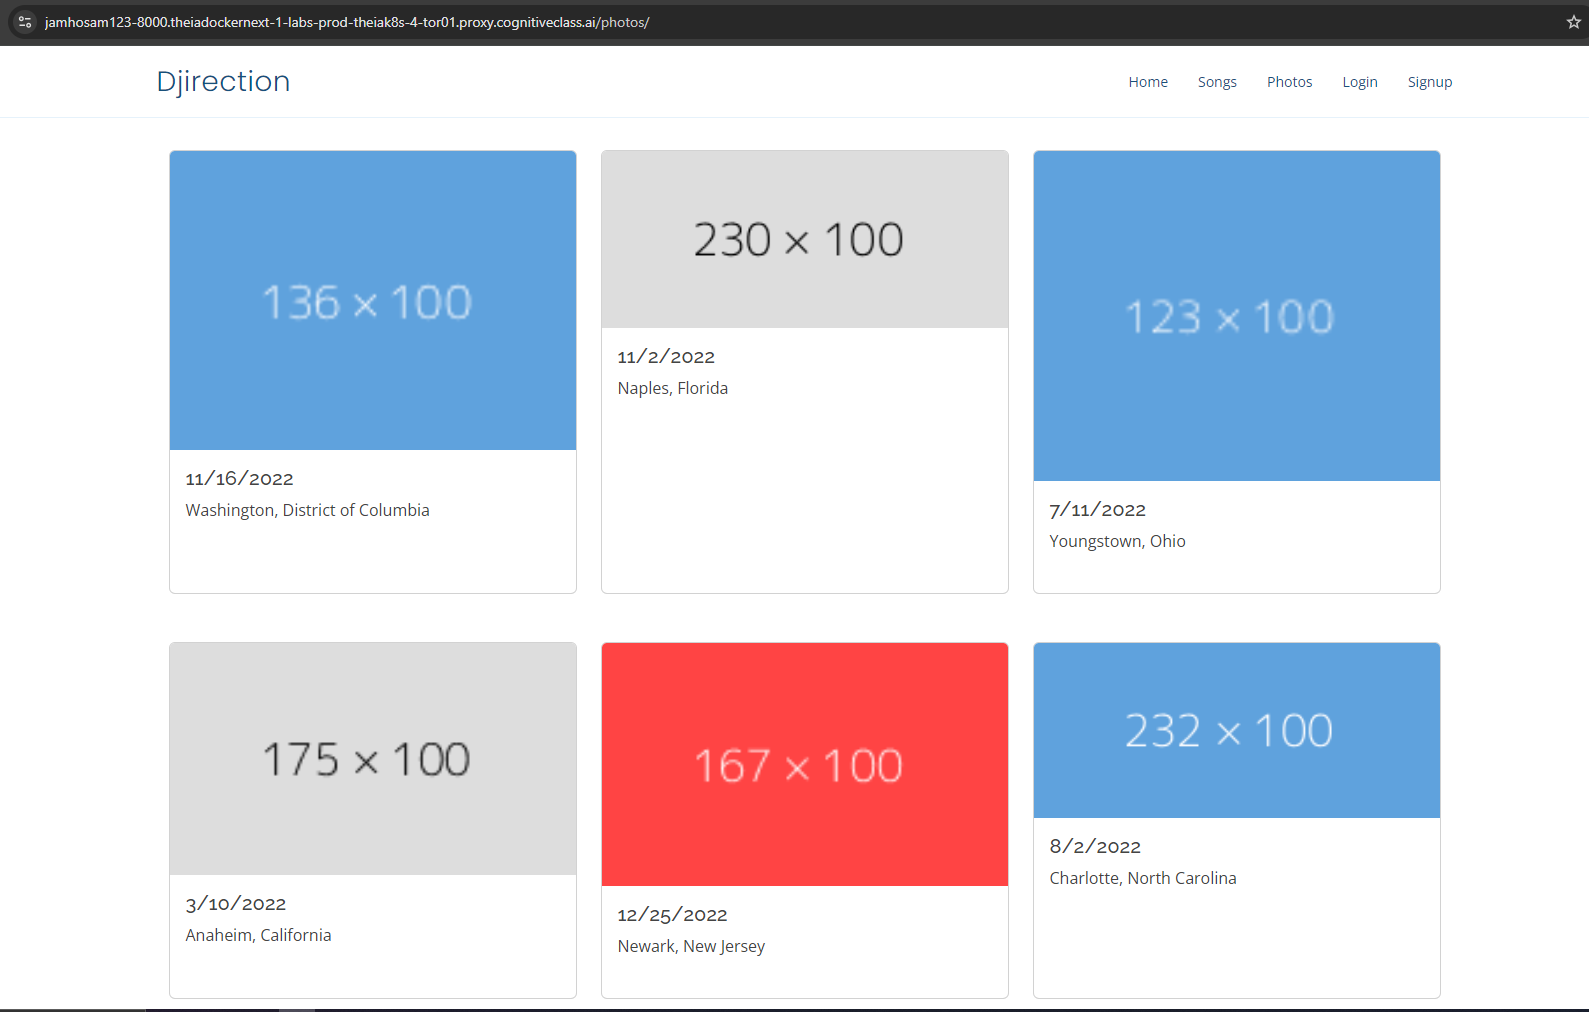 jamhosam123-8000.theiadockernext-1-labs-prod-theiak8s-4-tor01.proxy.cognitiveclass.ai/photos/
Djirection
Home Songs Photos Login Signup
136 × 100
11/16/2022
Washington, District of Columbia
230 × 100
11/2/2022
Naples, Florida
123 × 100
7/11/2022
Youngstown, Ohio
175 × 100
3/10/2022
Anaheim, California
167 × 100
12/25/2022
Newark, New Jersey
232 × 100
8/2/2022
Charlotte, North Carolina